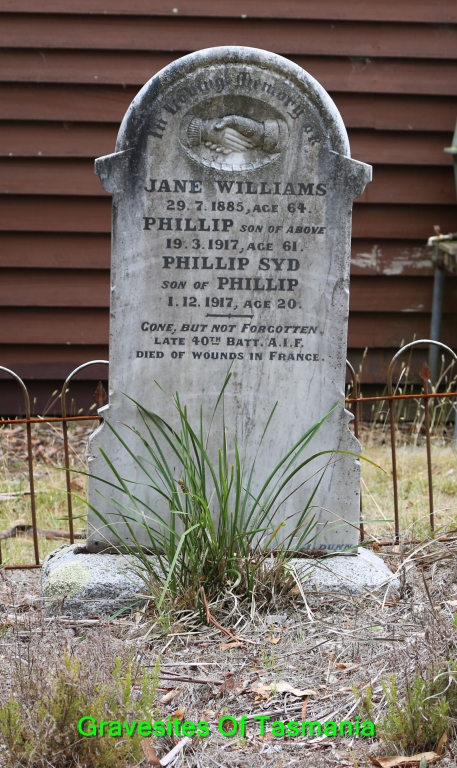 In Loving Memory of
JANE WILLIAMS
29.7.1885, AGE 64.
PHILLIP SON OF ABOVE
19.3.1917, AGE 61.
PHILLIP SYD
SON OF PHILLIP
1.12.1917, AGE 20.
GONE, BUT NOT FORGOTTEN.
LATE 40TH BATT. A.I.F.
DIED OF WOUNDS IN FRANCE.
DUNN
Gravesites Of Tasmania